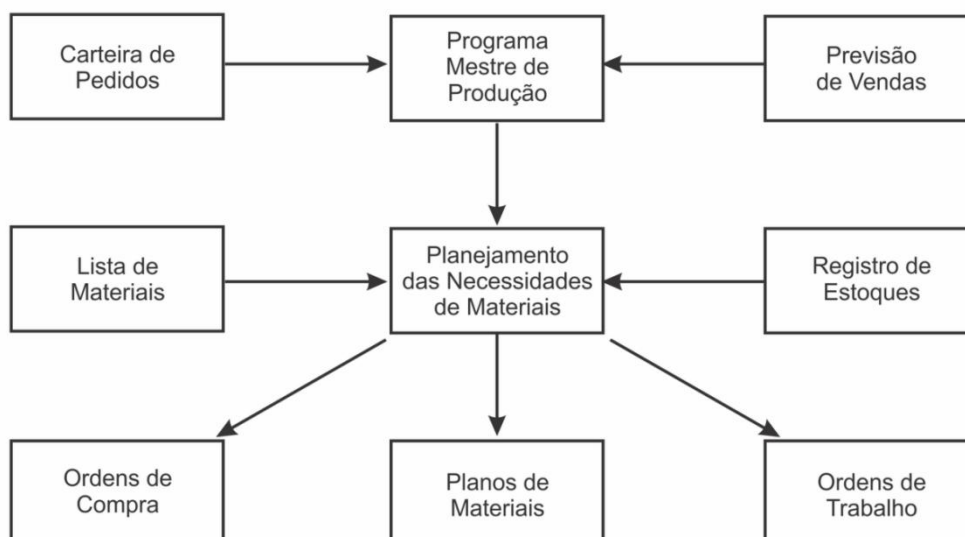 Carteira de
Pedidos
Programa
Mestre de
Produção
Previsão
de Vendas
Lista de
Materiais
Planejamento
das Necessidades
de Materiais
Registro de
Estoques
Ordens de
Compra
Planos de
Materiais
Ordens de
Trabalho